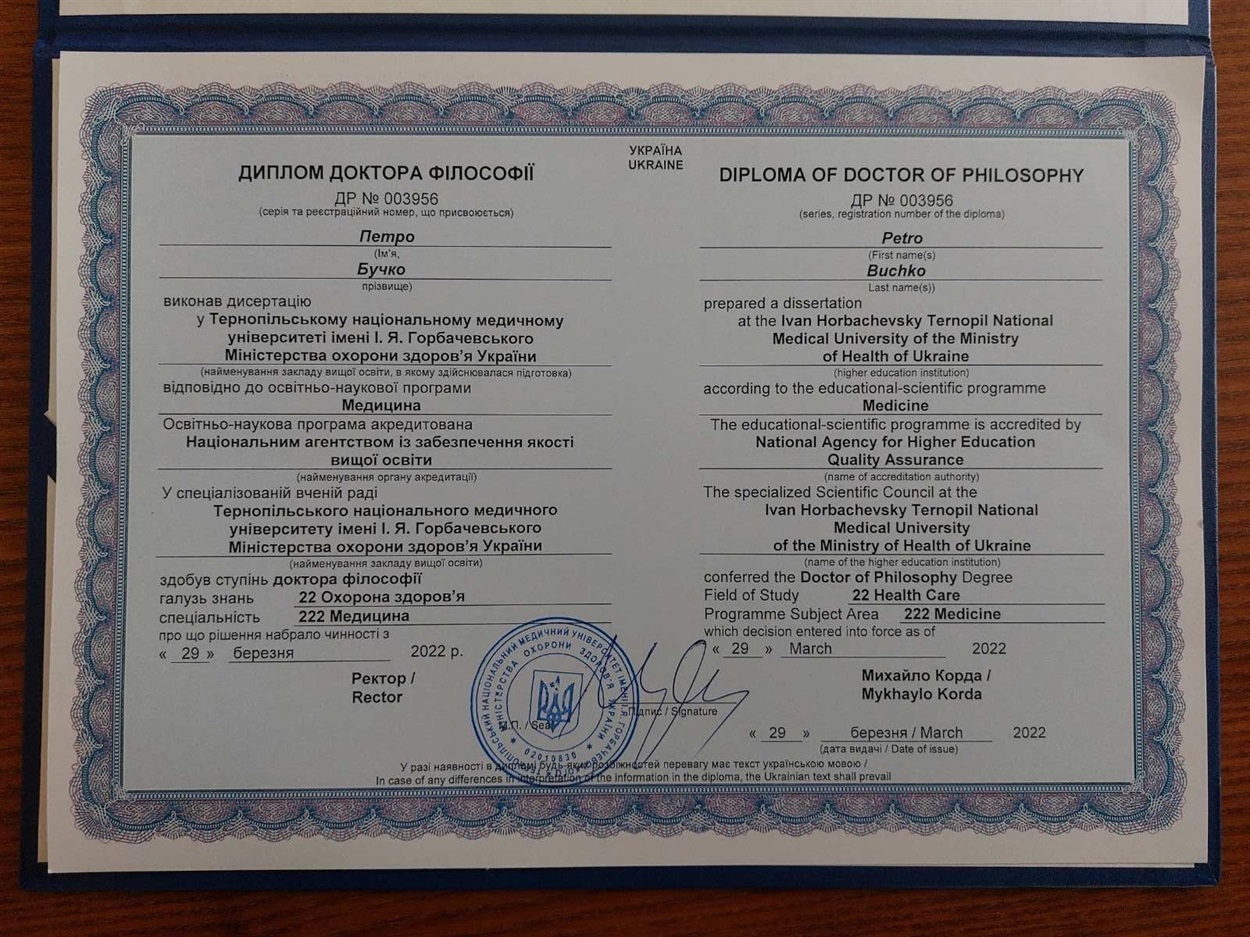 УКРАЇНА
UKRAINE
ДИПЛОМ ДОКТОРА ФІЛОСОФІЇ
ДР № 003956
(серія та реєстраційний номер, що присвоюється)
Петро
(Ім'я,
Бучко
прізвище)
виконав дисертацію
у Тернопільському національному медичному
університеті імені І. Я. Горбачевського
Міністерства охорони здоров'я України
(найменування закладу вищої освіти, в якому здійснювалася підготовка)
відповідно до освітньо-наукової програми
Медицина
Освітньо-наукова програма акредитована
Національним агентством із забезпечення якості
вищої освіти
(найменування органу акредитації)
У спеціалізованій вченій раді
Тернопільського національного медичного
університету імені І. Я. Горбачевського
Міністерства охорони здоров'я України
(найменування закладу вищої освіти)
здобув ступінь доктора філософії
галузь знань 22 Охорона здоров'я
спеціальність 222 Медицина
про що рішення набрало чинності з
« 29 » березня 2022 р.
Ректор /
Rector
DIPLOMA OF DOCTOR OF PHILOSOPHY
ДР № 003956
(series, registration number of the diploma)
Petro
(First name(s)
Buchko
Last name(s))
prepared a dissertation
at the Ivan Horbachevsky Ternopil National
Medical University of the Ministry
of Health of Ukraine
(higher education institution)
according to the educational-scientific programme
Medicine
The educational-scientific programme is accredited by
National Agency for Higher Education
Quality Assurance
(name of accreditation authority)
The specialized Scientific Council at the
Ivan Horbachevsky Ternopil National
Medical University
of the Ministry of Health of Ukraine
(name of the higher education institution)
conferred the Doctor of Philosophy Degree
Field of Study 22 Health Care
Programme Subject Area 222 Medicine
which decision entered into force as of
« 29 » March 2022
Михайло Корда /
Mykhaylo Korda
М.П. / Seal
Підпис / Signature
« 29 » березня / March 2022
(дата видачі / Date of issue)
У разі наявності в дипломі будь-яких розбіжностей перевагу має текст українською мовою /
In case of any differences in interpretation of the information in the diploma, the Ukrainian text shall prevail
МІНІСТЕРСТВА ОХОРОНИ ЗДОРОВ'Я УКРАЇНИ
* 02010830 *